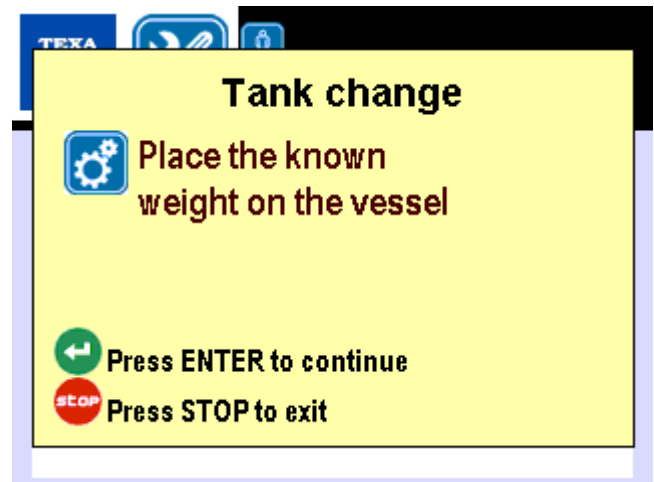 TEXA
Tank change
Place the known
weight on the vessel
Press ENTER to continue
stop
Press STOP to exit